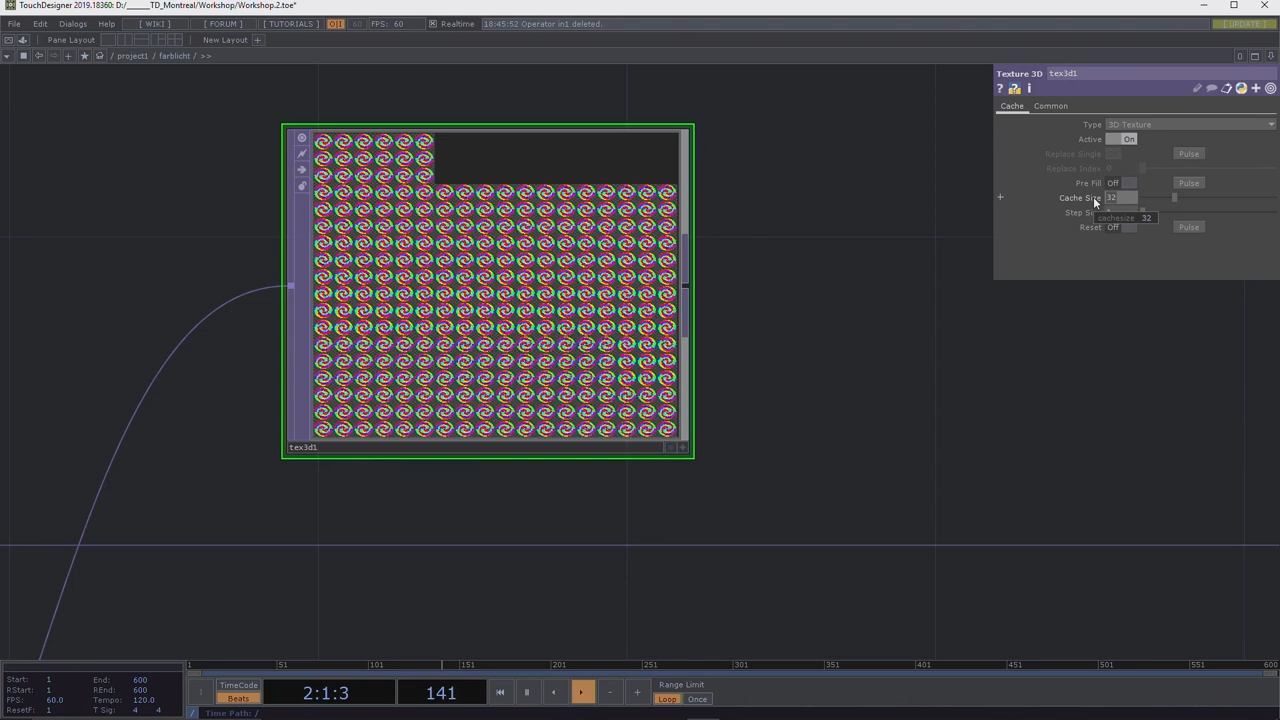 TouchDesigner 2019.18360: D:/_____TD_Montreal/Workshop/Workshop.2.toe*
File Edit Dialogs Help [ WIKI ] [ FORUM ] [ TUTORIALS ] O|I 60 FPS: 60 Realtime 18:45:52 Operator in1 deleted. [ UPDATE ]
Pane Layout New Layout +
/ project1 / farblicht / >>
Texture 3D tex3d1
Cache Common
Type 3D Texture
Active On
Replace Single Pulse
Replace Index 0
Pre Fill Off Pulse
Cache Size 32
cachesize 32
Reset Off Pulse
tex3d1
1 51 101 151 201 251 301 351 401 451 501 551 600
Start: 1 End: 600
RStart: 1 REnd: 600
FPS: 60.0 Tempo: 120.0
ResetF: 1 T Sig: 4 4
TimeCode
Beats
2:1:3 141
Range Limit
Loop Once
/ Time Path: /